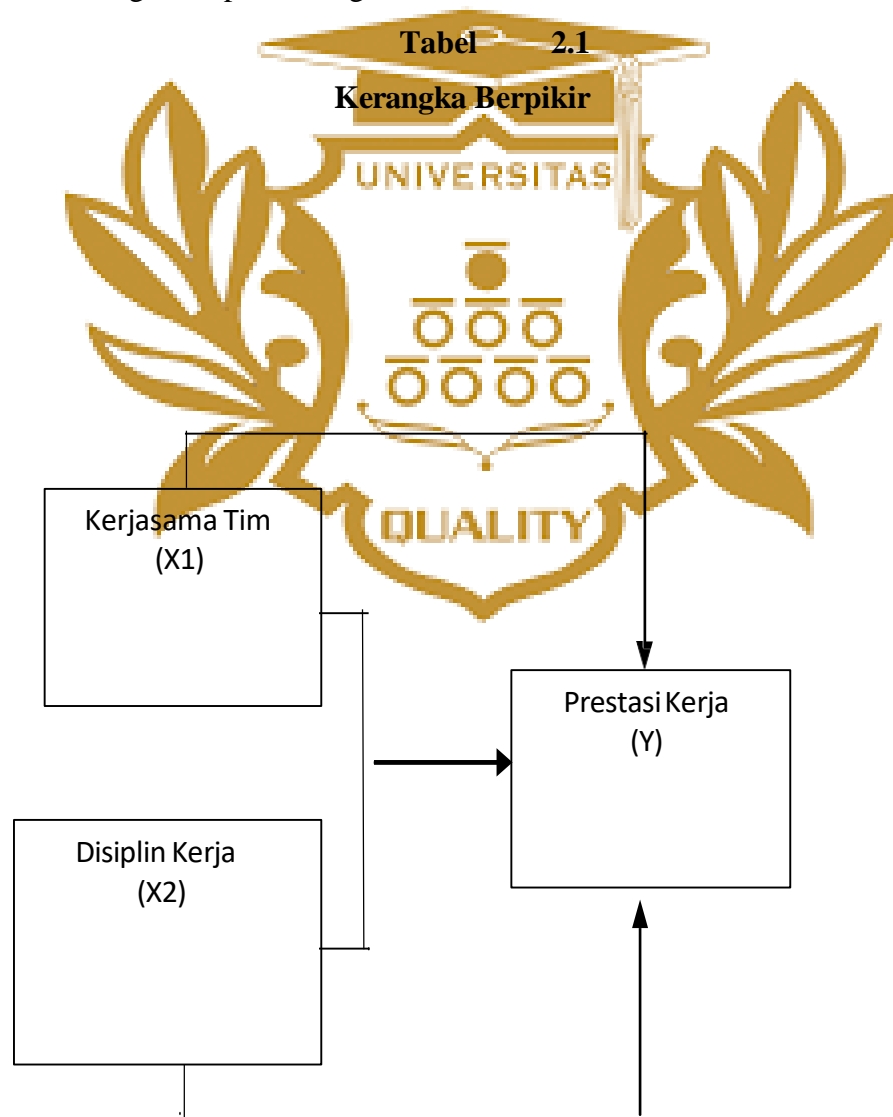 Tabel 2.1
Kerangka Berpikir
UNIVERSITAS
QUALITY
Kerjasama Tim
(X1)
Prestasi Kerja
(Y)
Disiplin Kerja
(X2)